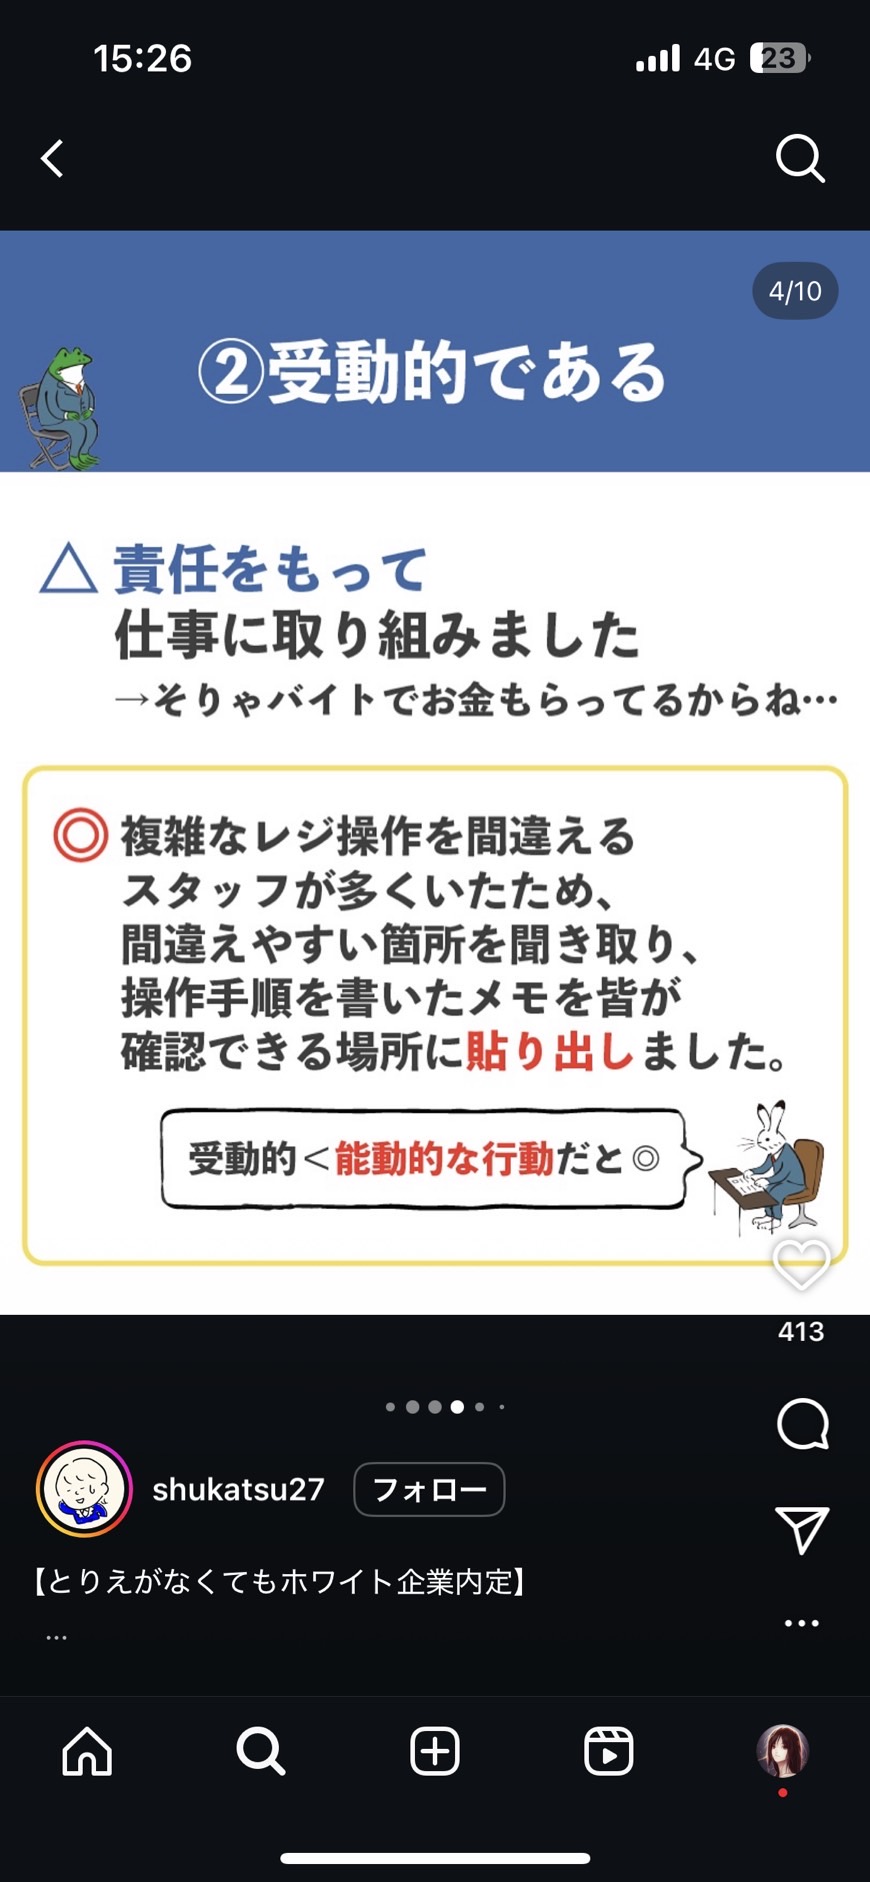 15:26
4G 23
4/10
②受動的である
△ 責任をもって
仕事に取り組みました
→そりゃバイトでお金もらってるからね…
◎ 複雑なレジ操作を間違える
スタッフが多くいたため、
間違えやすい箇所を聞き取り、
操作手順を書いたメモを皆が
確認できる場所に貼り出しました。
受動的＜能動的な行動だと◎
413
shukatsu27 フォロー
【とりえがなくてもホワイト企業内定】
...